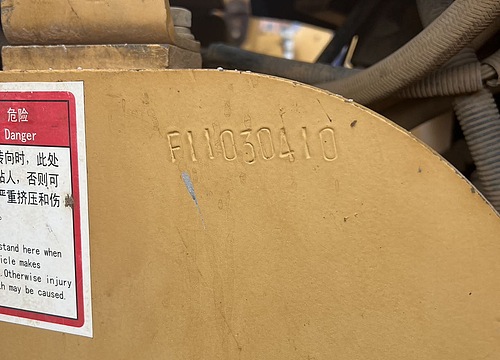 危险
Danger
转向时，此处
站人，否则可
严重挤压和伤
。
stand here when
icle makes
.Otherwise injury
h may be caused.
F11030410